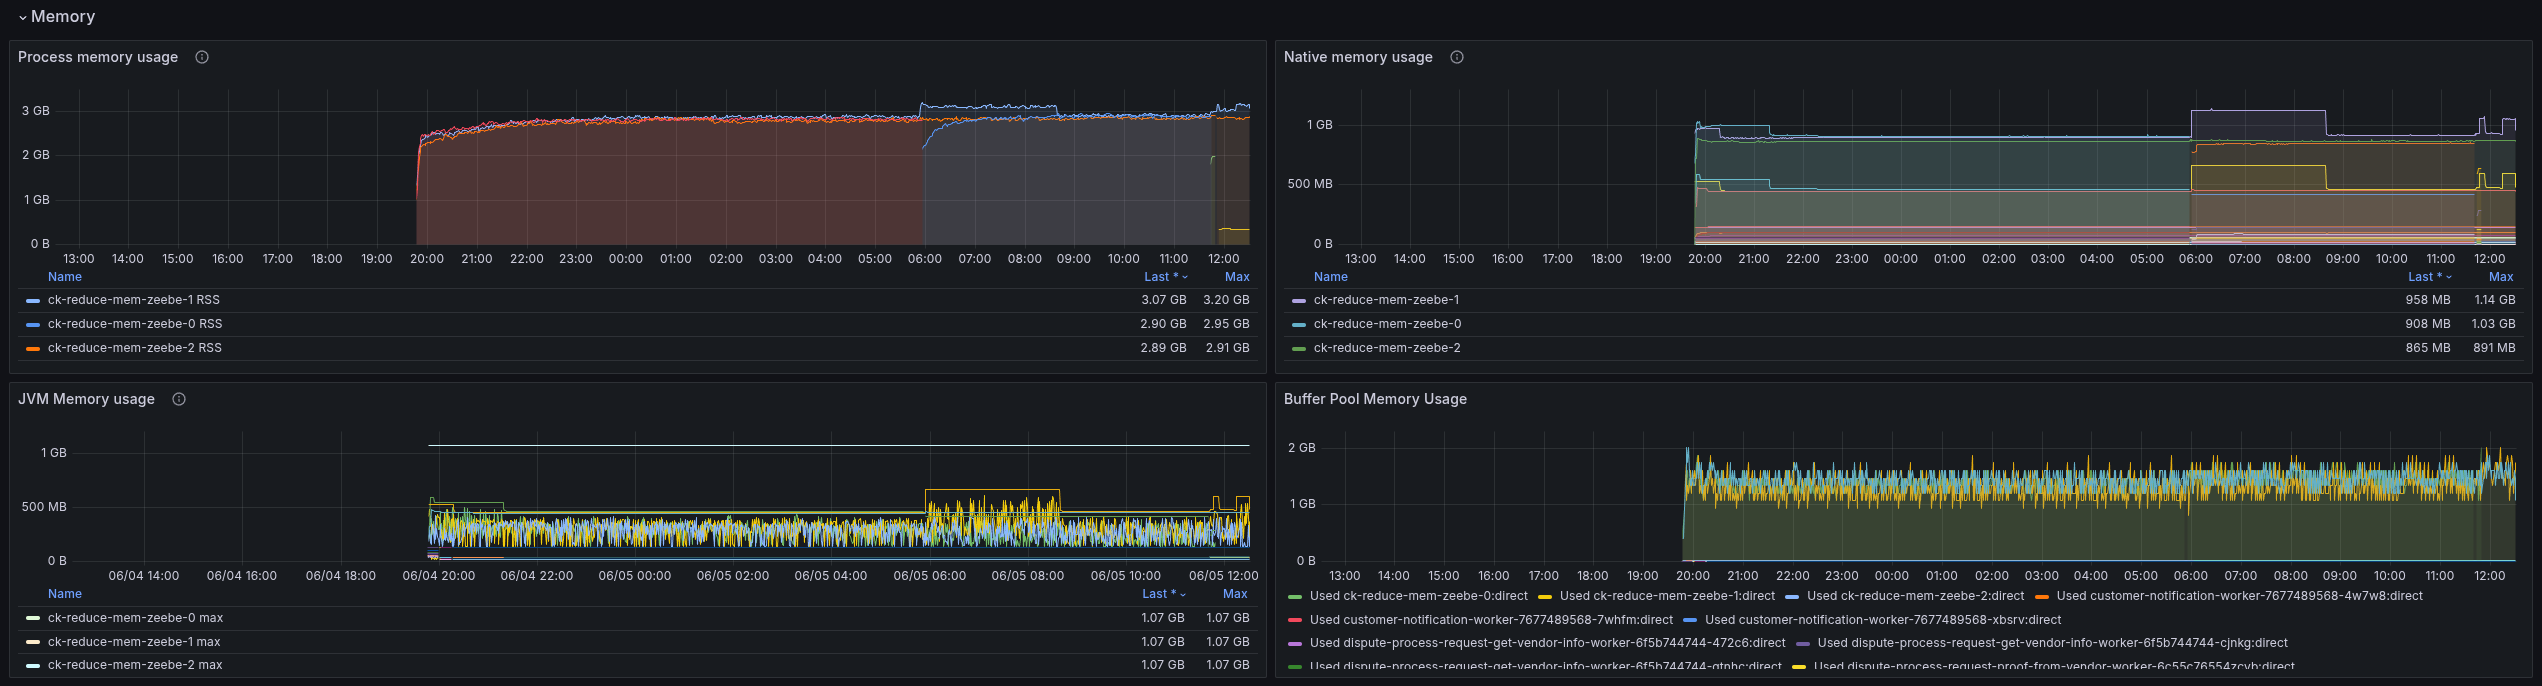 Memory
Process memory usage
3 GB
2 GB
1 GB
0 B
13:00 14:00 15:00 16:00 17:00 18:00 19:00 20:00 21:00 22:00 23:00 00:00 01:00 02:00 03:00 04:00 05:00 06:00 07:00 08:00 09:00 10:00 11:00 12:00
Name Last * Max
ck-reduce-mem-zeebe-1 RSS 3.07 GB 3.20 GB
ck-reduce-mem-zeebe-0 RSS 2.90 GB 2.95 GB
ck-reduce-mem-zeebe-2 RSS 2.89 GB 2.91 GB
Native memory usage
1 GB
500 MB
0 B
13:00 14:00 15:00 16:00 17:00 18:00 19:00 20:00 21:00 22:00 23:00 00:00 01:00 02:00 03:00 04:00 05:00 06:00 07:00 08:00 09:00 10:00 11:00 12:00
Name Last * Max
ck-reduce-mem-zeebe-1 958 MB 1.14 GB
ck-reduce-mem-zeebe-0 908 MB 1.03 GB
ck-reduce-mem-zeebe-2 865 MB 891 MB
JVM Memory usage
1 GB
500 MB
0 B
06/04 14:00 06/04 16:00 06/04 18:00 06/04 20:00 06/04 22:00 06/05 00:00 06/05 02:00 06/05 04:00 06/05 06:00 06/05 08:00 06/05 10:00 06/05 12:00
Name Last * Max
ck-reduce-mem-zeebe-0 max 1.07 GB 1.07 GB
ck-reduce-mem-zeebe-1 max 1.07 GB 1.07 GB
ck-reduce-mem-zeebe-2 max 1.07 GB 1.07 GB
Buffer Pool Memory Usage
2 GB
1 GB
0 B
13:00 14:00 15:00 16:00 17:00 18:00 19:00 20:00 21:00 22:00 23:00 00:00 01:00 02:00 03:00 04:00 05:00 06:00 07:00 08:00 09:00 10:00 11:00 12:00
Used ck-reduce-mem-zeebe-0:direct Used ck-reduce-mem-zeebe-1:direct Used ck-reduce-mem-zeebe-2:direct Used customer-notification-worker-7677489568-4w7w8:direct
Used customer-notification-worker-7677489568-7whfm:direct Used customer-notification-worker-7677489568-xbsrv:direct
Used dispute-process-request-get-vendor-info-worker-6f5b744744-472c6:direct Used dispute-process-request-get-vendor-info-worker-6f5b744744-cjnkg:direct
Used dispute-process-request-get-vendor-info-worker-6f5b744744-gtphc:direct Used dispute-process-request-proof-from-vendor-worker-6c55c76554zcvb:direct